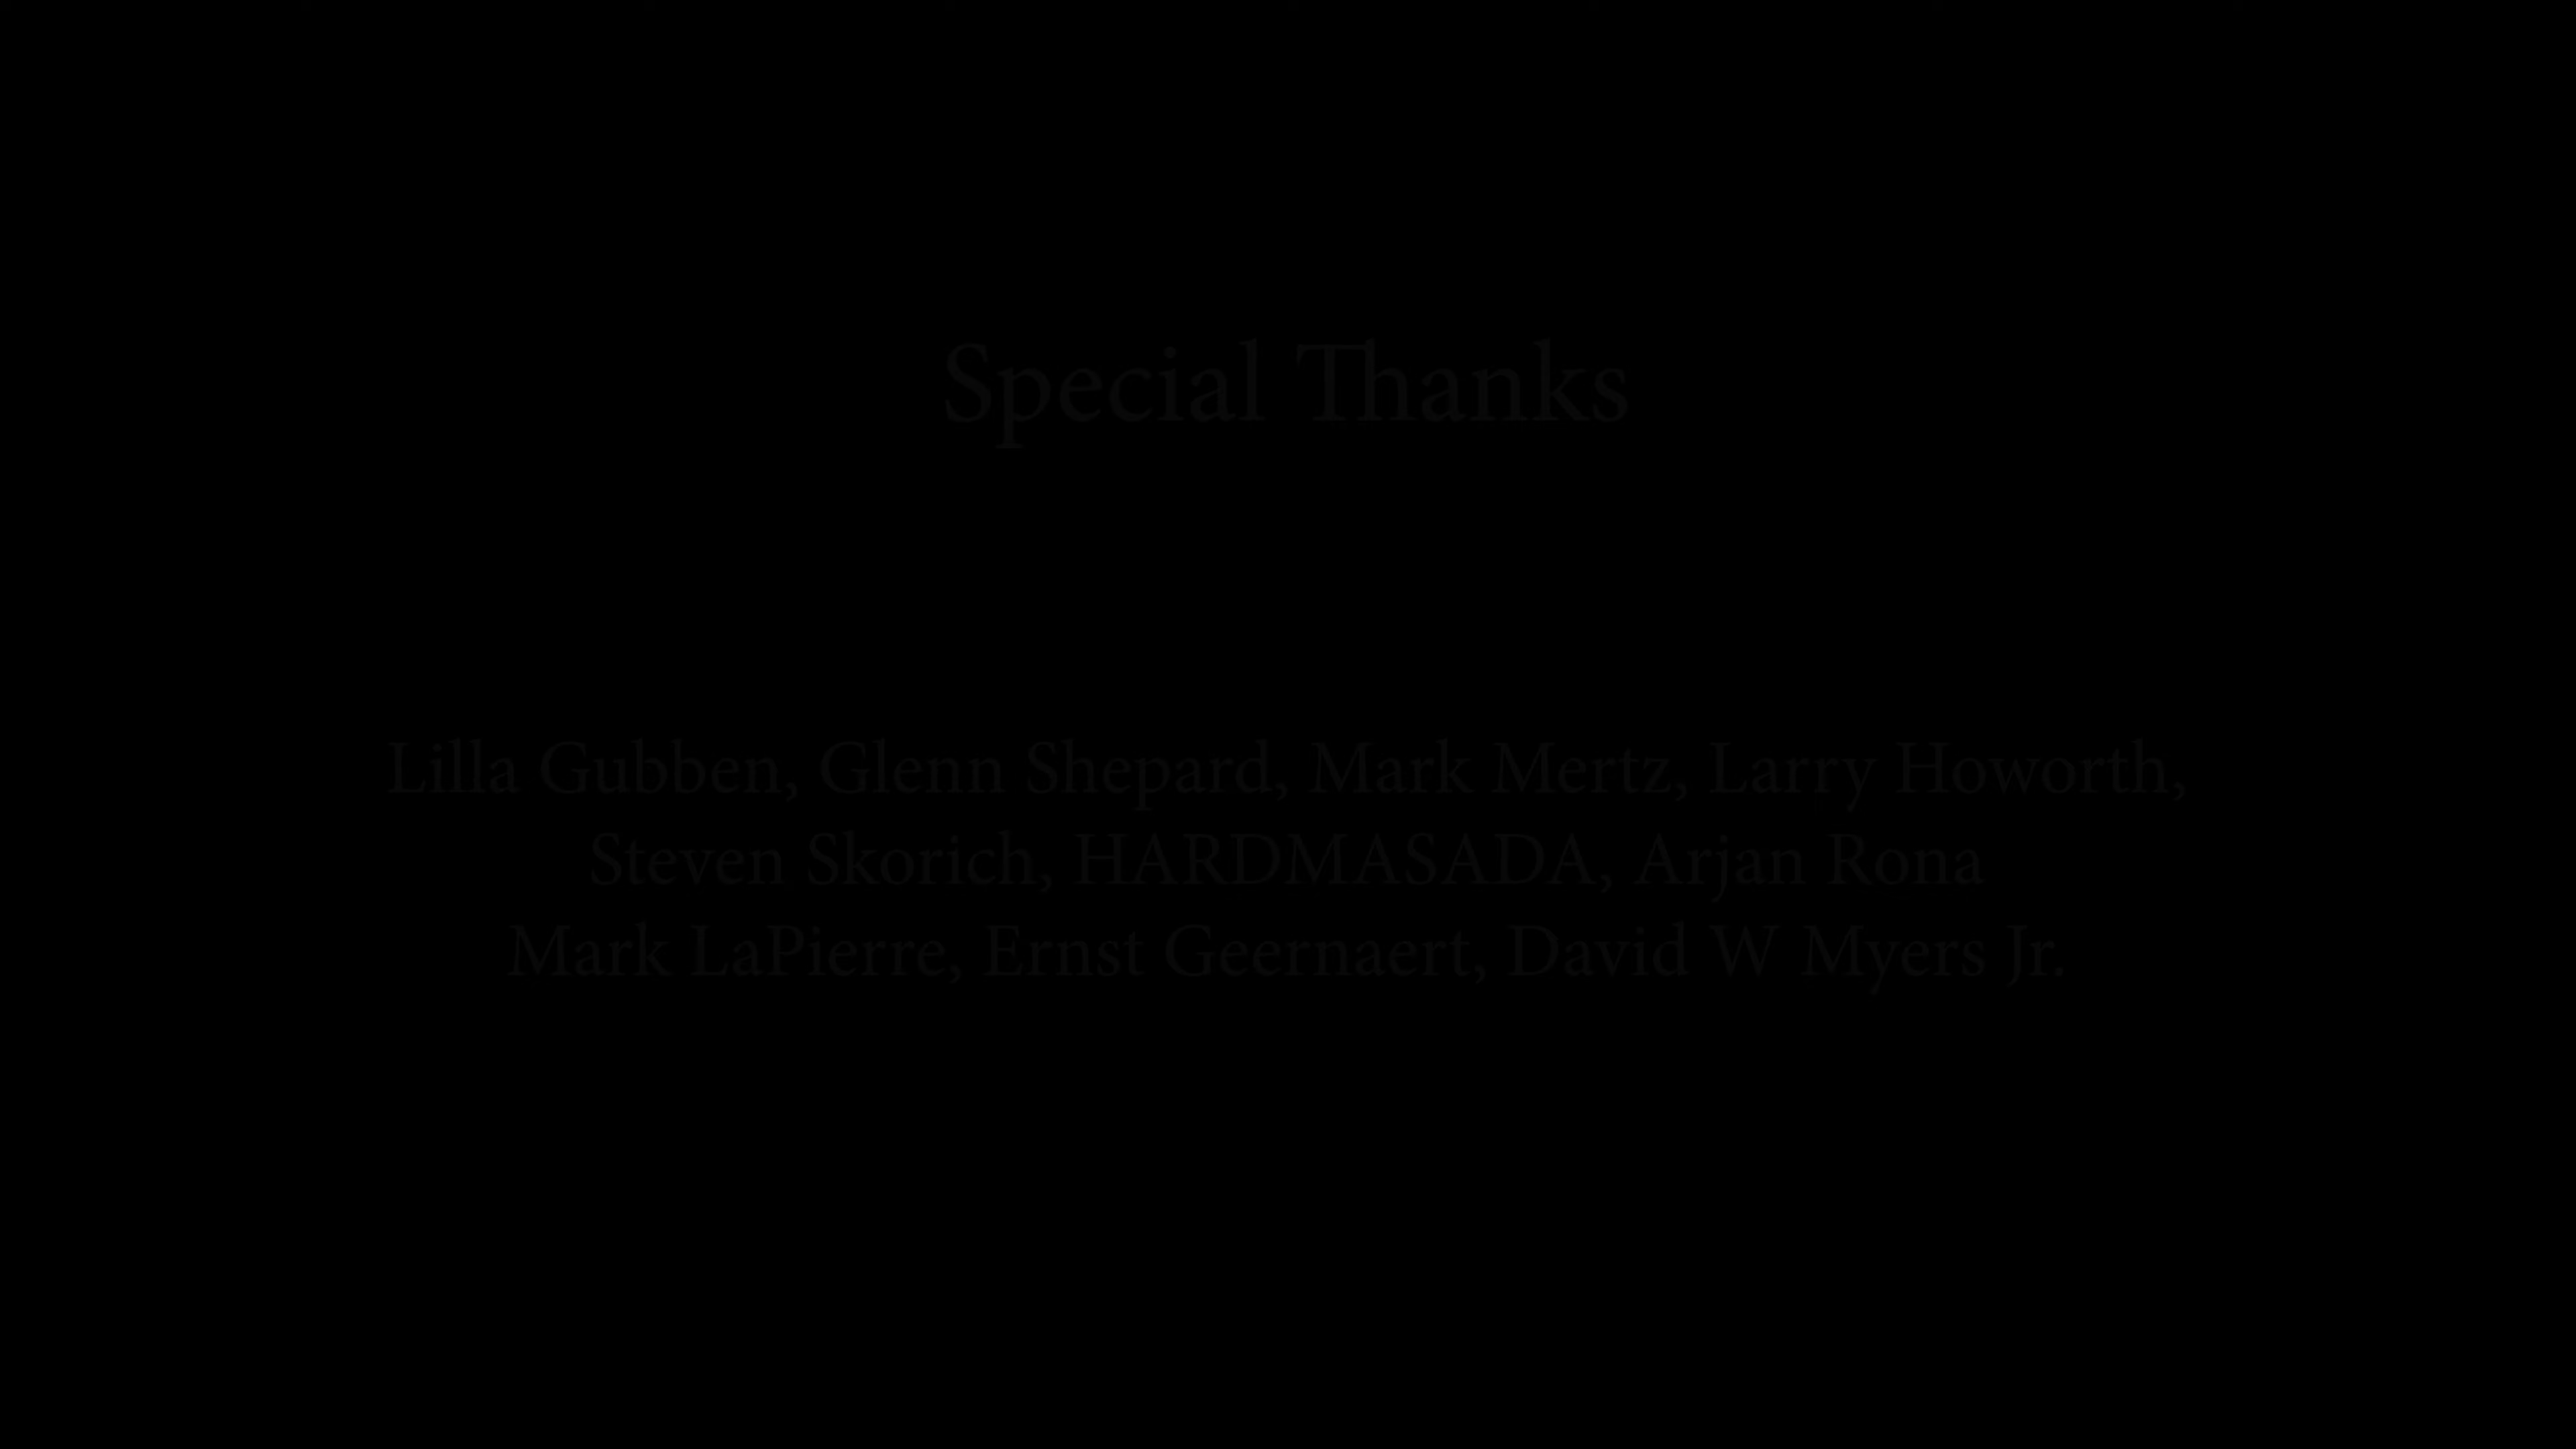 Special Thanks
Lilla Gubben, Glenn Shepard, Mark Mertz, Larry Howorth,
Steven Skorich, HARDMASADA, Arjan Rona
Mark LaPierre, Ernst Geernaert, David W Myers Jr.